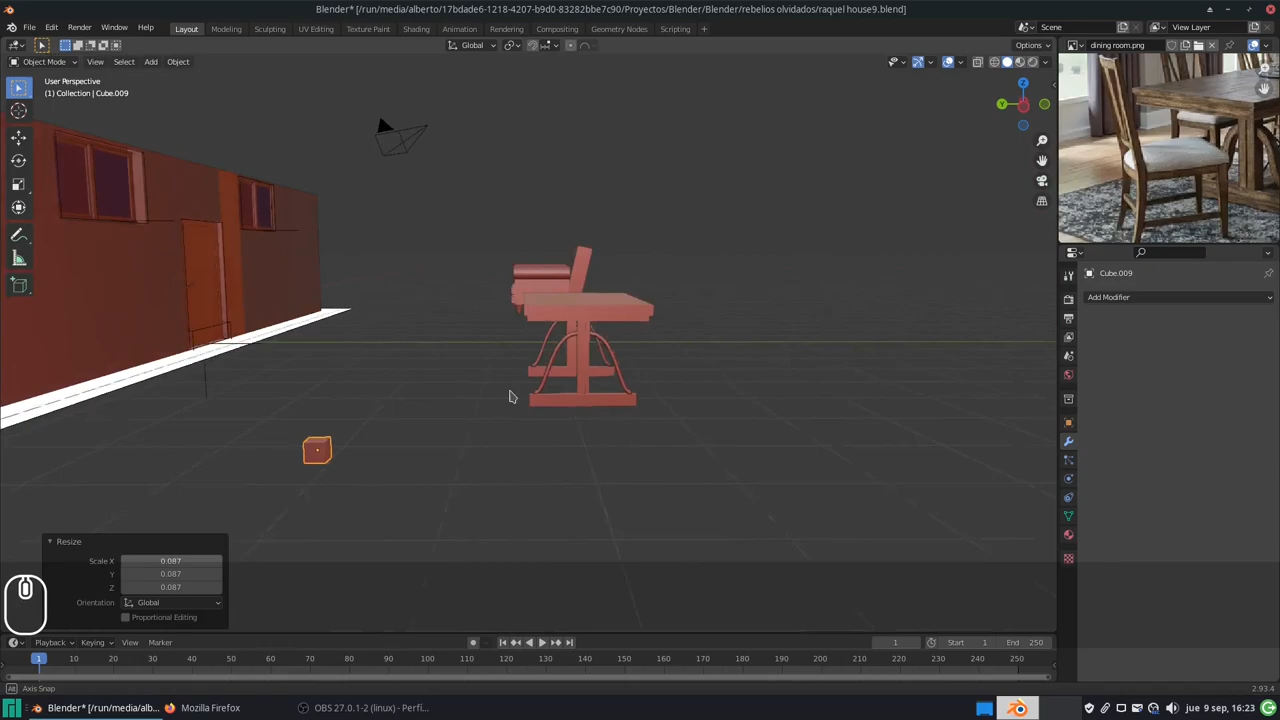 Blender* [/run/media/alberto/17bdade6-1218-4207-b9d0-83282bbe7c90/Proyectos/Blender/Blender/rebelios olvidados/raquel house9.blend]
File Edit Render Window Help Layout Modeling Sculpting UV Editing Texture Paint Shading Animation Rendering Compositing Geometry Nodes Scripting + Scene View Layer
Global Options dining room.png
Object Mode View Select Add Object
User Perspective
(1) Collection | Cube.009
Z
Y
Cube.009
Add Modifier
Resize
Scale X 0.087
Y 0.087
Z 0.087
Orientation Global
Proportional Editing
Playback Keying View Marker 1 Start 1 End 250
1 10 20 30 40 50 60 70 80 90 100 110 120 130 140 150 160 170 180 190 200 210 220 230 240 250
Alt Axis Snap 2.93.4
Blender* [/run/media/alb... Mozilla Firefox OBS 27.0.1-2 (linux) - Perfi... jue 9 sep, 16:23